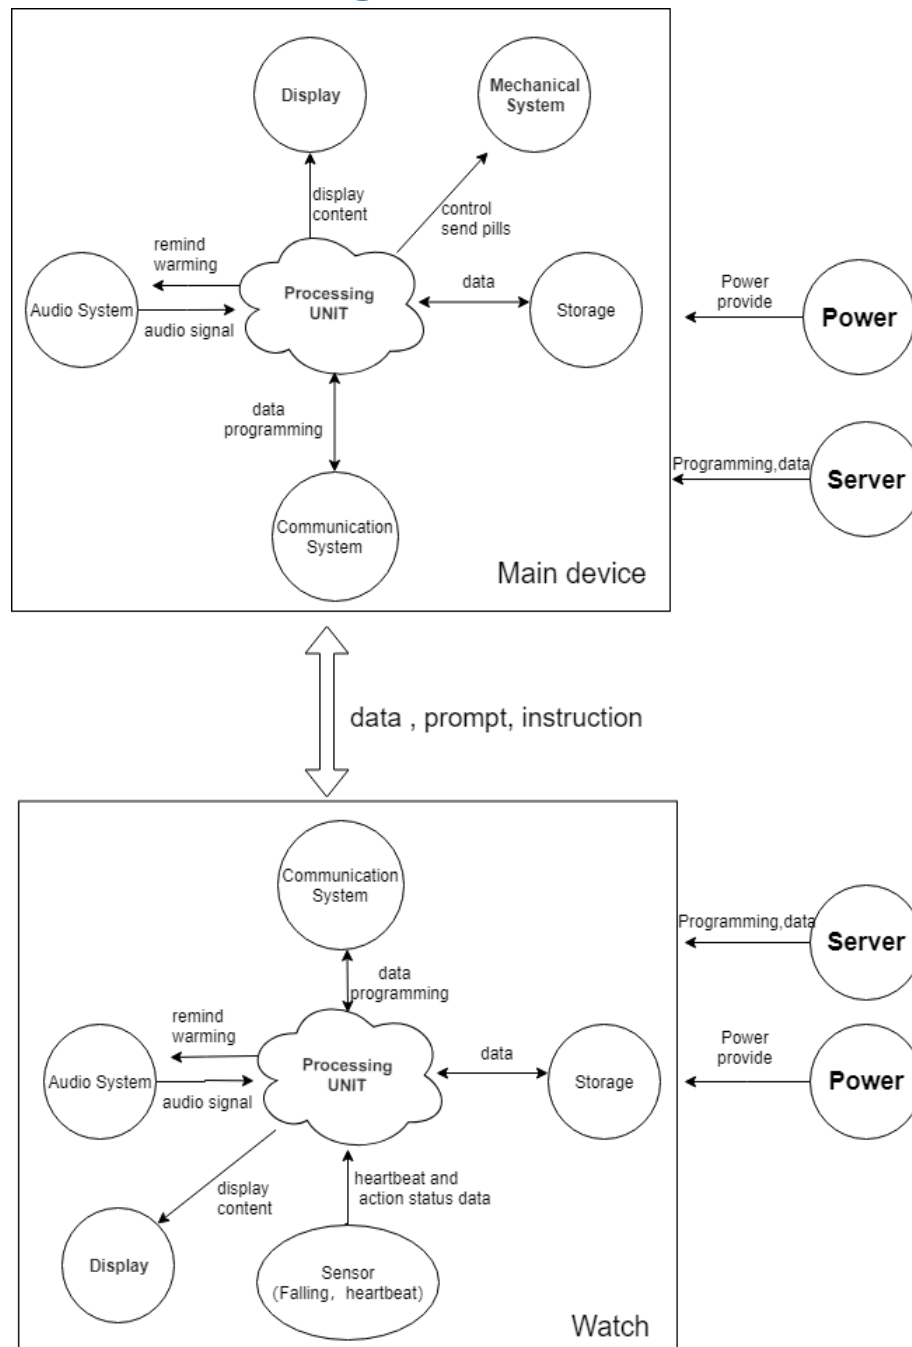 Display
Mechanical
System
display
content
control
send pills
remind
warming
Audio System
audio signal
Processing
UNIT
data
Storage
Power
provide
Power
data
programming
Programming,data
Server
Communication
System
Main device
data , prompt, instruction
Communication
System
Programming,data
Server
data
programming
remind
warming
Audio System
audio signal
Processing
UNIT
data
Storage
Power
provide
Power
display
content
heartbeat and
action status data
Display
Sensor
(Falling, heartbeat)
Watch